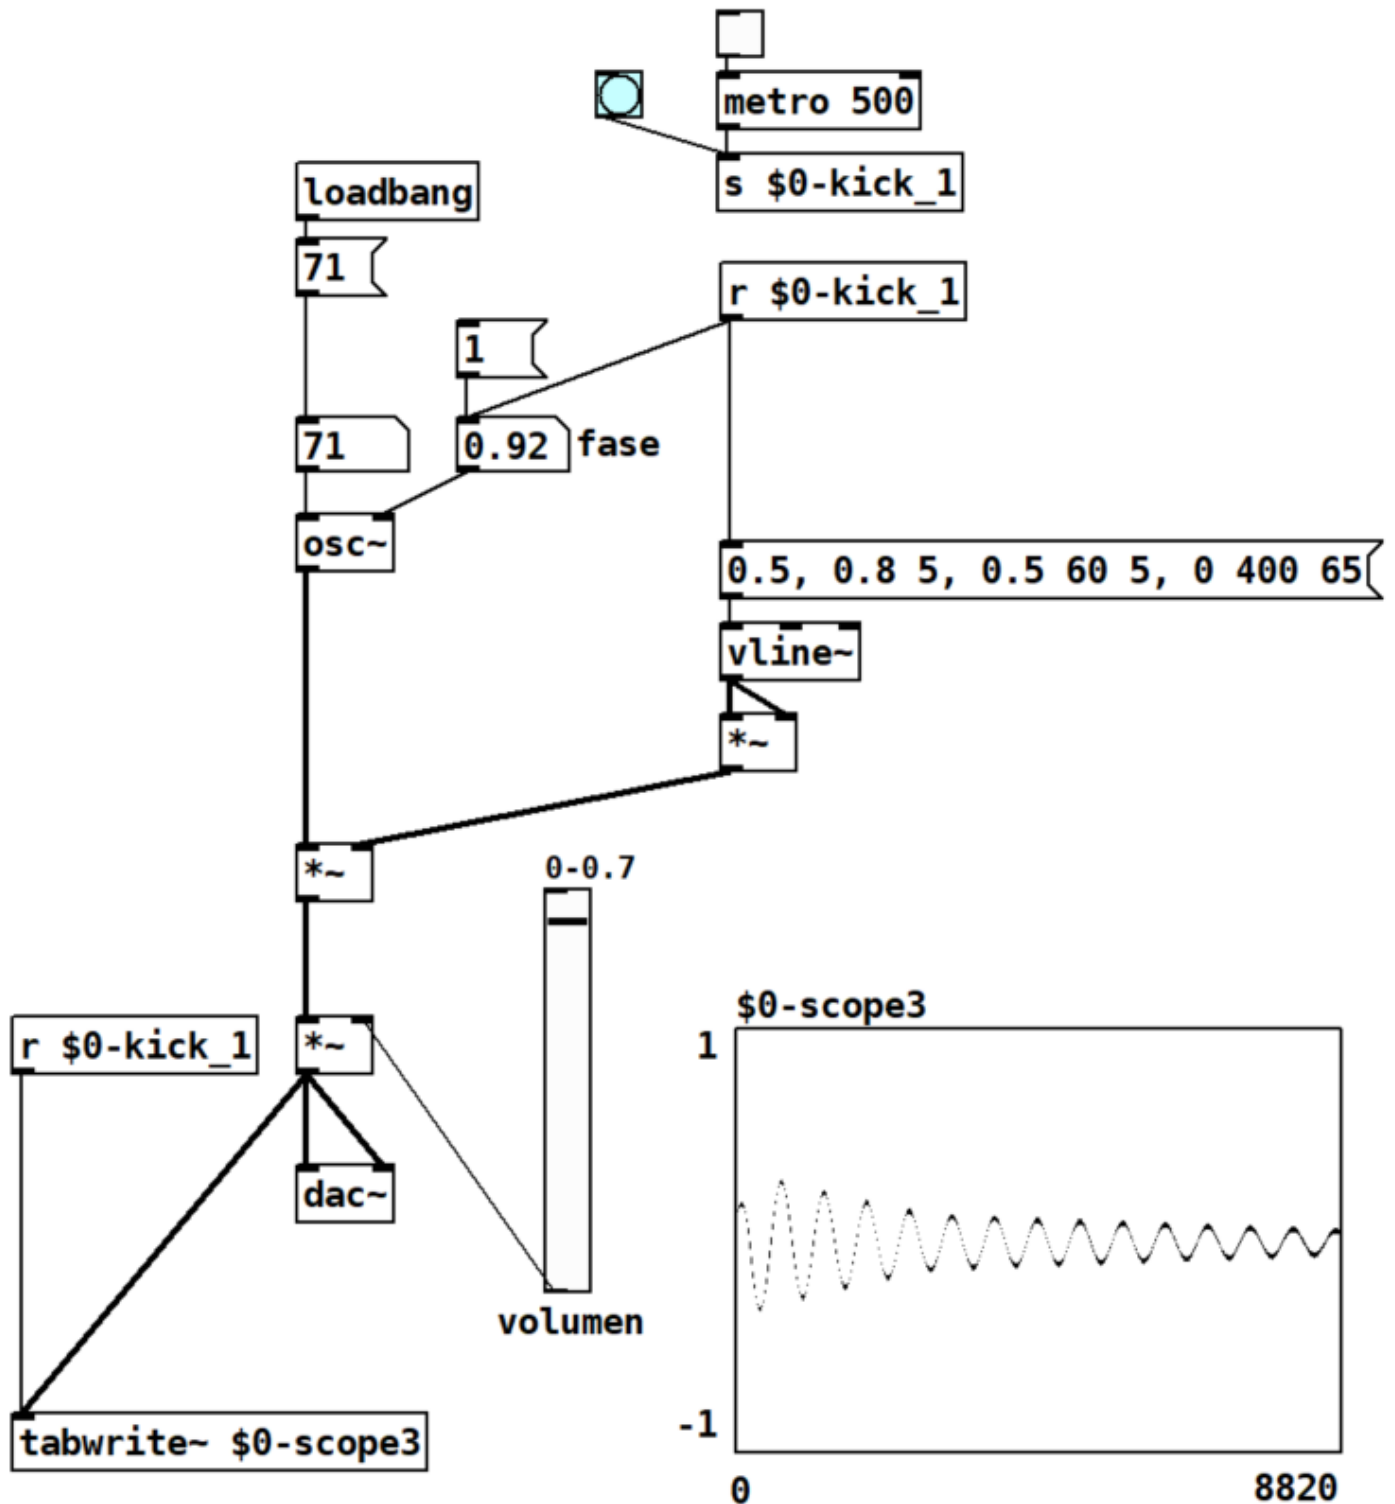 metro 500
s $0-kick_1
loadbang
71
r $0-kick_1
1
71
0.92
fase
osc~
0.5, 0.8 5, 0.5 60 5, 0 400 65
vline~
*~
*~
0-0.7
$0-scope3
r $0-kick_1
*~
1
dac~
volumen
-1
tabwrite~ $0-scope3
0
8820